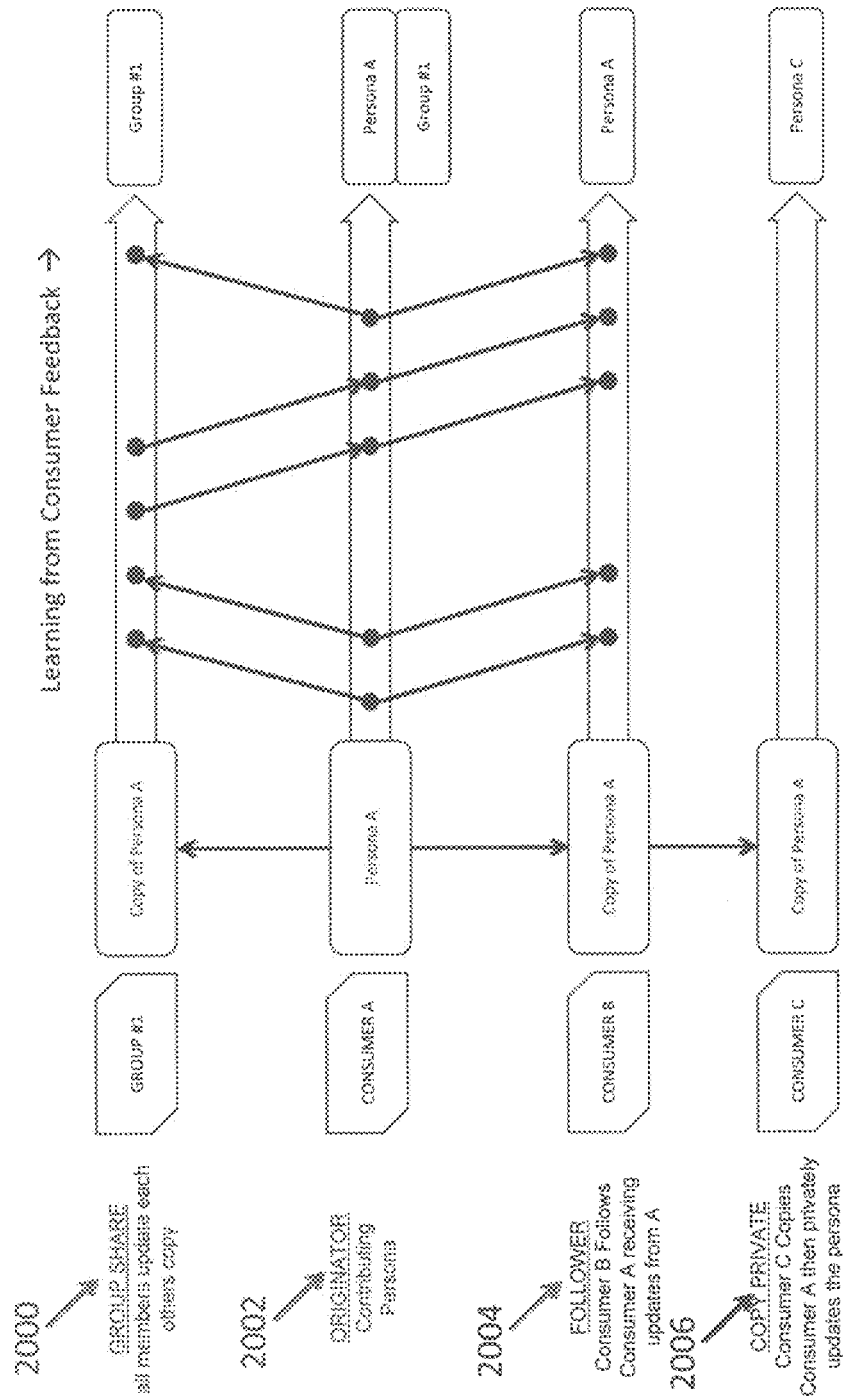 Learning from Consumer Feedback →
2000
GROUP SHARE
all members update each
others copy
GROUP #1
Copy of Persona A
Group #1
2002
ORIGINATOR
Contributing
Persona
CONSUMER A
Persona A
Persona A
Group #1
2004
FOLLOWER
Consumer B Follows
Consumer A receiving
updates from A
CONSUMER B
Copy of Persona A
Persona A
2006
COPY PRIVATE
Consumer C Copies
Consumer A then privately
updates the persona
CONSUMER C
Copy of Persona A
Persona C